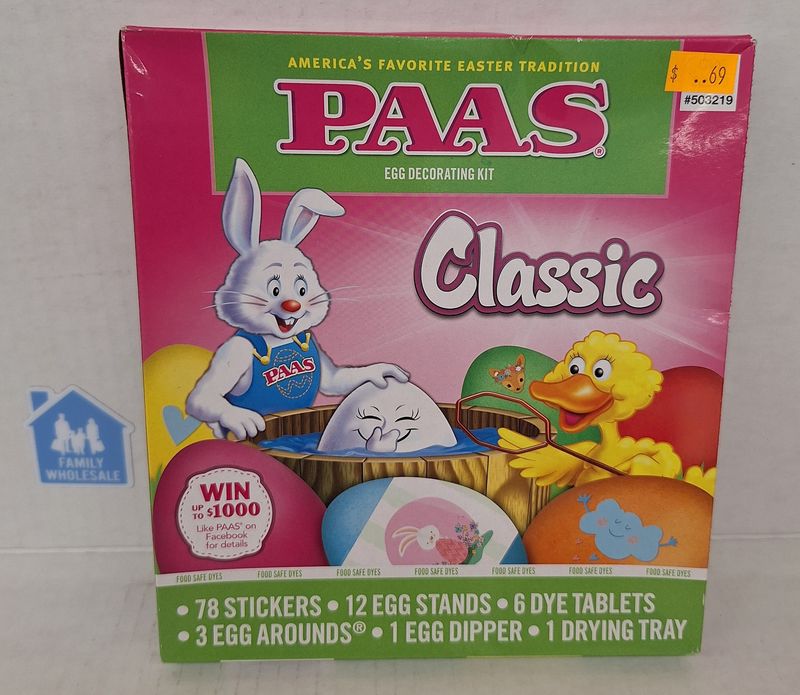 AMERICA'S FAVORITE EASTER TRADITION
$ ..69
#503219
PAAS®
EGG DECORATING KIT
Classic
PAAS
FAMILY
WHOLESALE
WIN
UP TO $1000
Like PAAS® on
Facebook
for details
FOOD SAFE DYES FOOD SAFE DYES FOOD SAFE DYES FOOD SAFE DYES FOOD SAFE DYES FOOD SAFE DYES FOOD SAFE DYES
• 78 STICKERS • 12 EGG STANDS • 6 DYE TABLETS
• 3 EGG AROUNDS® • 1 EGG DIPPER • 1 DRYING TRAY